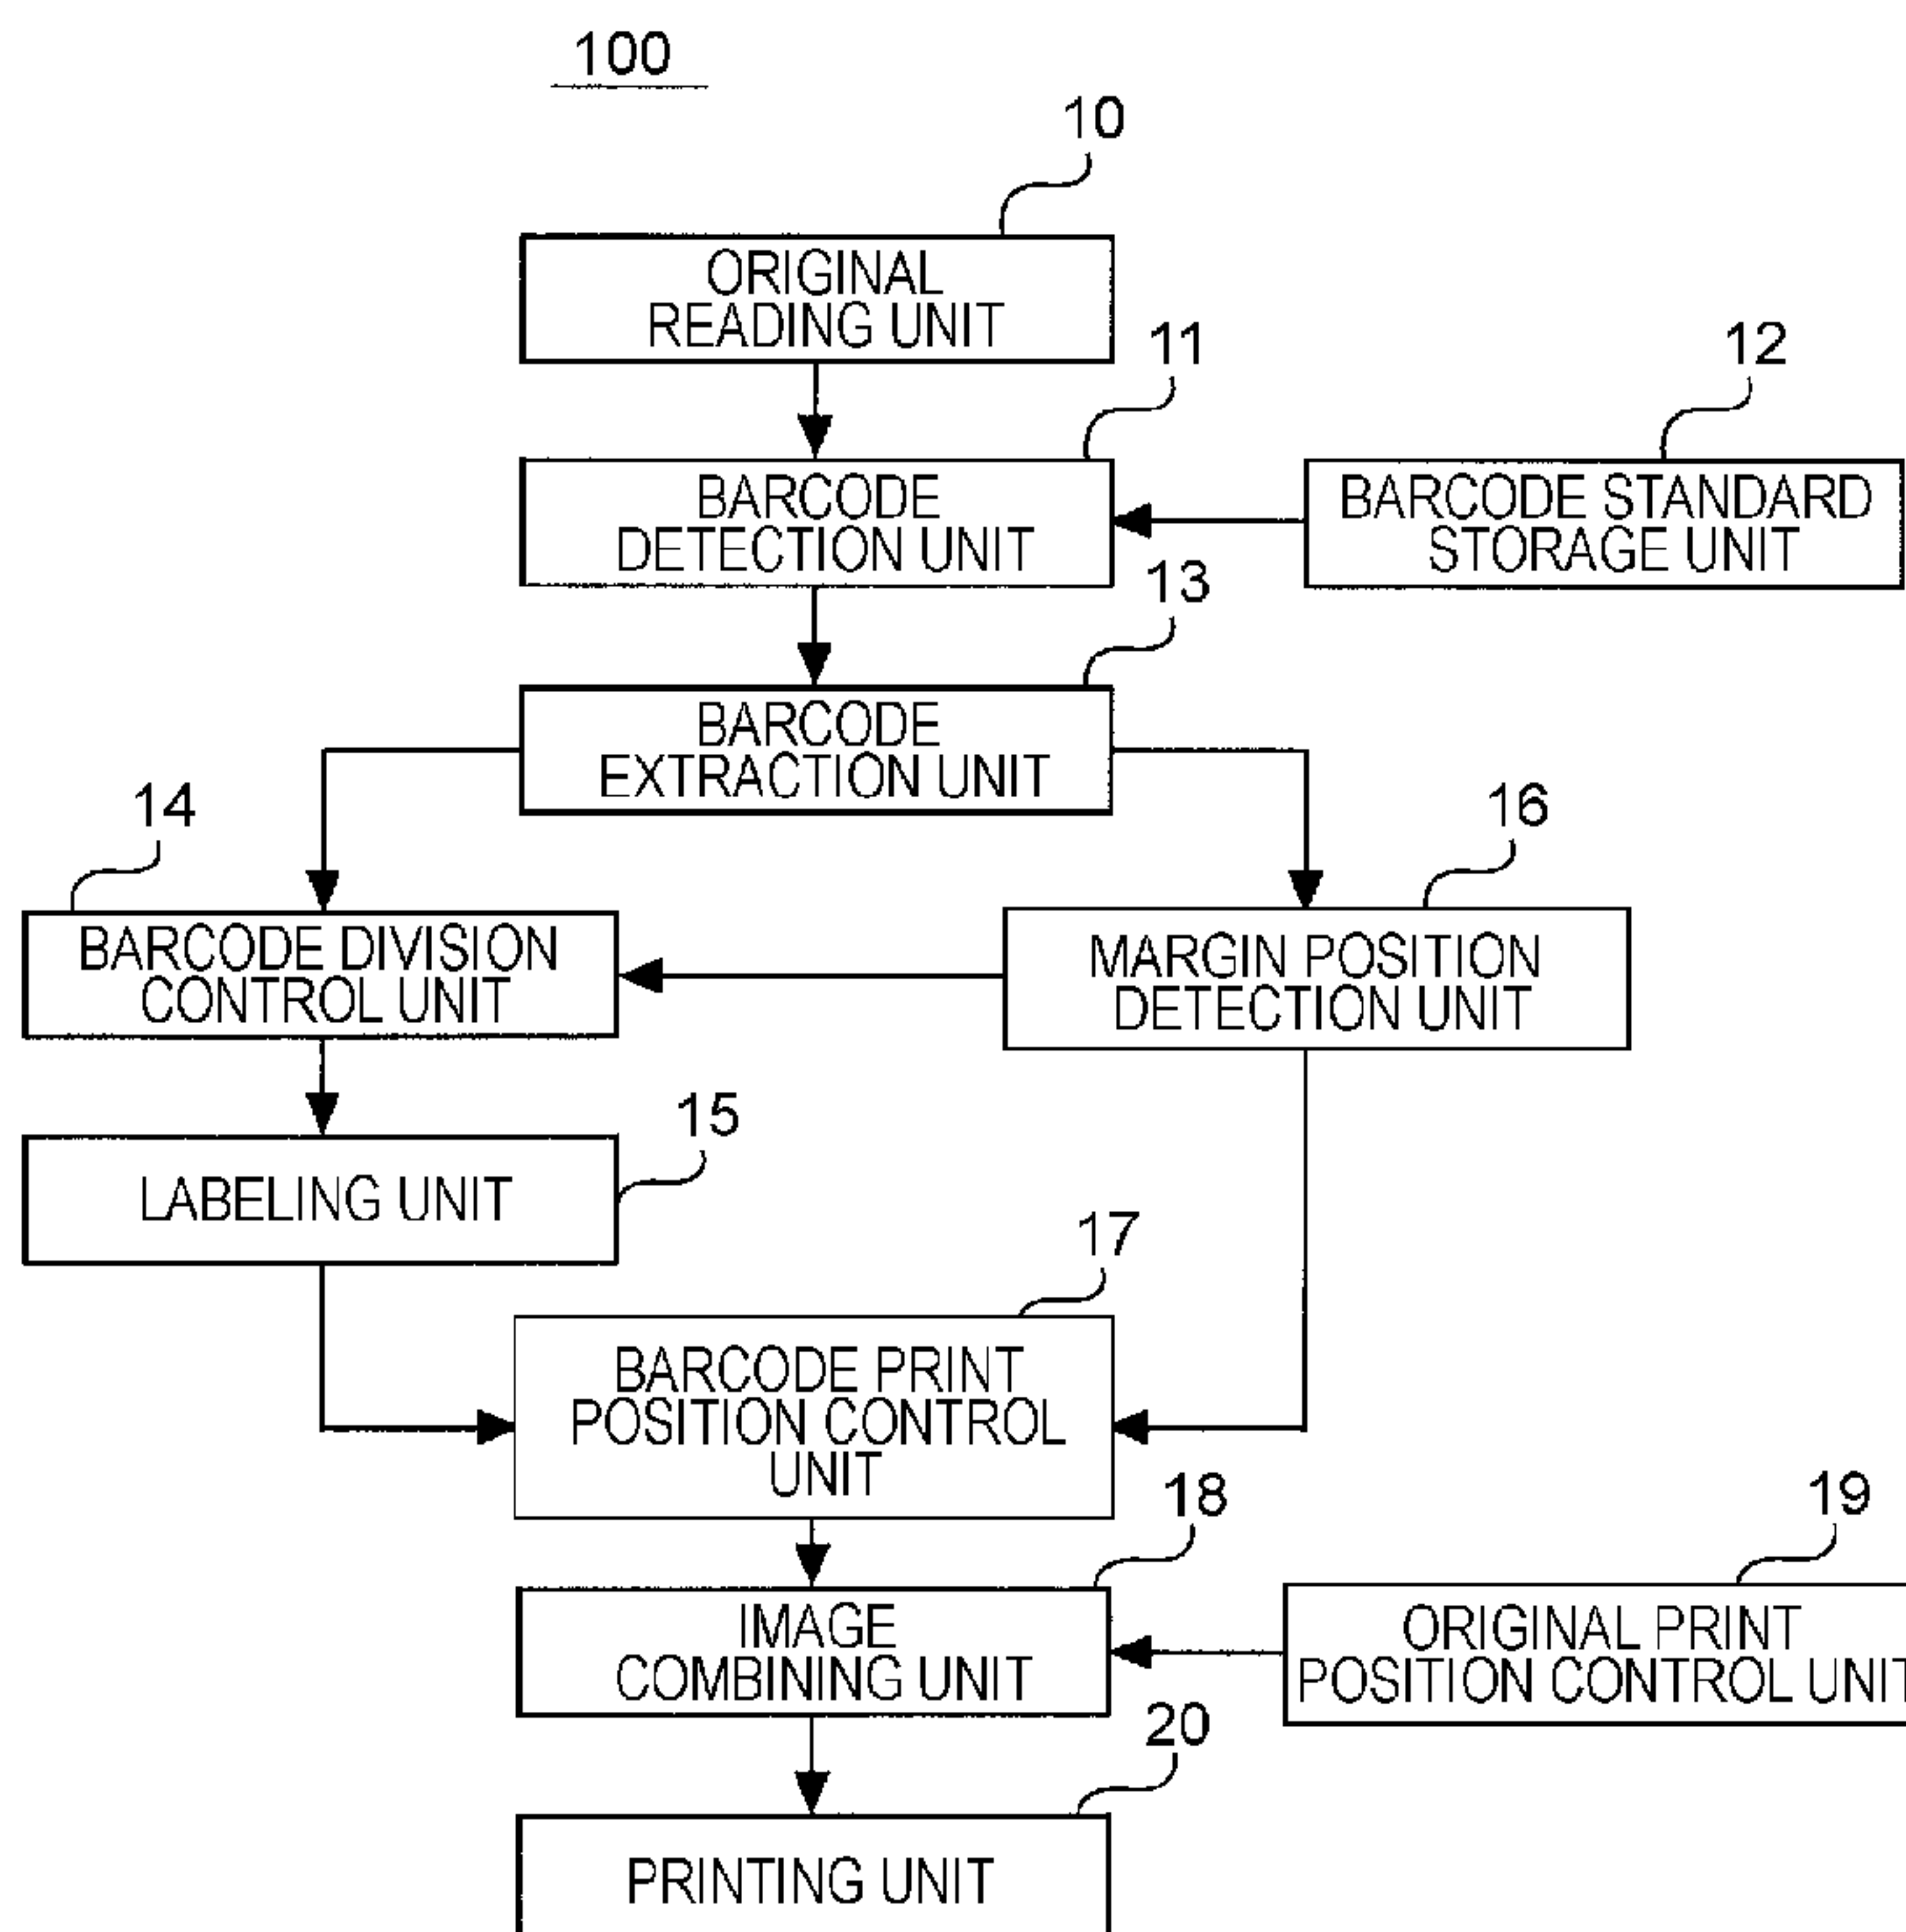 100
10
ORIGINAL
READING UNIT
11
12
BARCODE
DETECTION UNIT
BARCODE STANDARD
STORAGE UNIT
13
BARCODE
EXTRACTION UNIT
14
16
BARCODE DIVISION
CONTROL UNIT
MARGIN POSITION
DETECTION UNIT
15
LABELING UNIT
17
BARCODE PRINT
POSITION CONTROL
UNIT
18
19
IMAGE
COMBINING UNIT
ORIGINAL PRINT
POSITION CONTROL UNIT
20
PRINTING UNIT